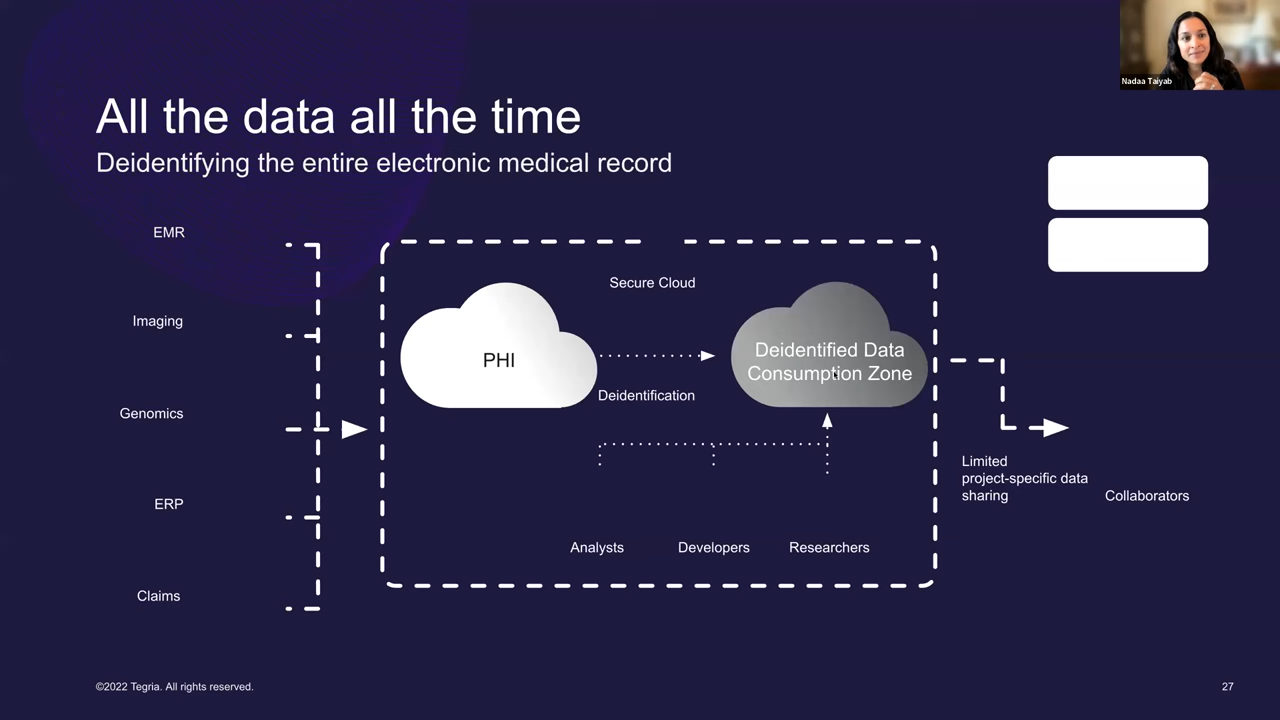 Nadaa Taiyab
All the data all the time
Deidentifying the entire electronic medical record
EMR
Imaging
Genomics
ERP
Claims
Secure Cloud
PHI
Deidentification
Deidentified Data
Consumption Zone
Analysts
Developers
Researchers
Limited
project-specific data
sharing
Collaborators
©2022 Tegria. All rights reserved.
27